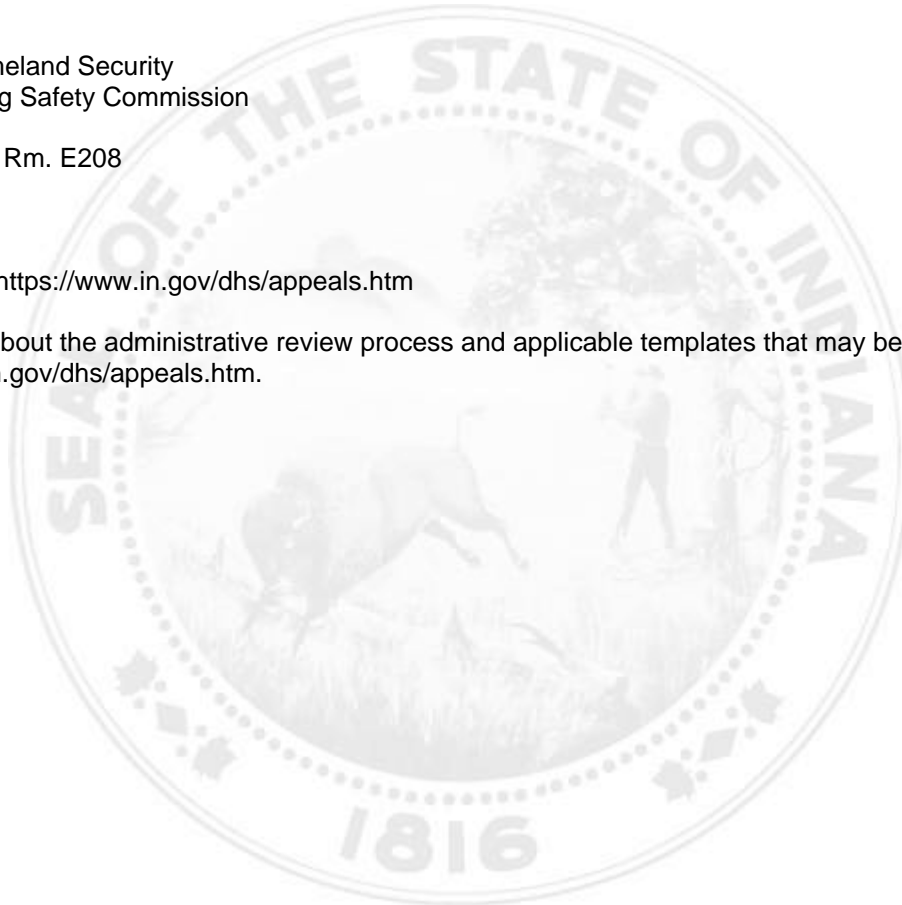 neland Security
g Safety Commission
Rm. E208
https://www.in.gov/dhs/appeals.htm
bout the administrative review process and applicable templates that may be
n.gov/dhs/appeals.htm.
SEAL OF THE STATE OF INDIANA
1816